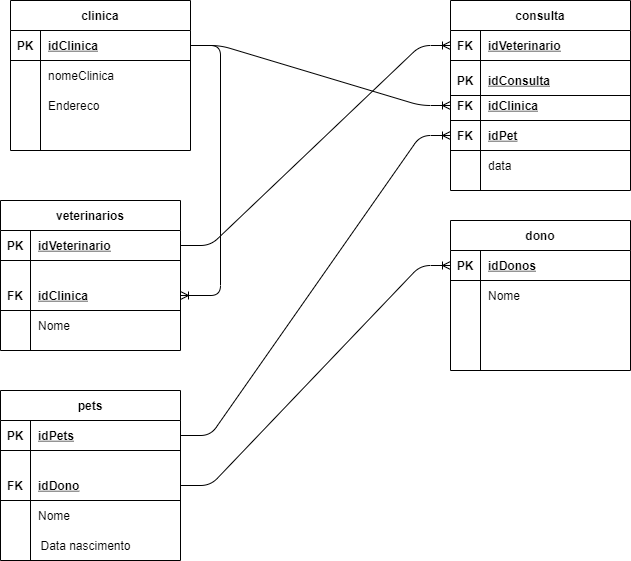 clinica
PK idClinica
nomeClinica
Endereco
consulta
FK idVeterinario
PK idConsulta
FK idClinica
FK idPet
data
veterinarios
PK idVeterinario
FK idClinica
Nome
dono
PK idDonos
Nome
pets
PK idPets
FK idDono
Nome
Data nascimento